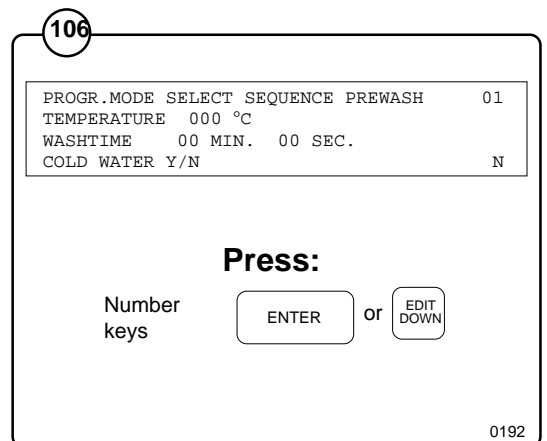 106
PROGR.MODE SELECT SEQUENCE PREWASH 01
TEMPERATURE 000 °C
WASHTIME 00 MIN. 00 SEC.
COLD WATER Y/N N
Press:
Number keys ENTER or EDIT DOWN
0192